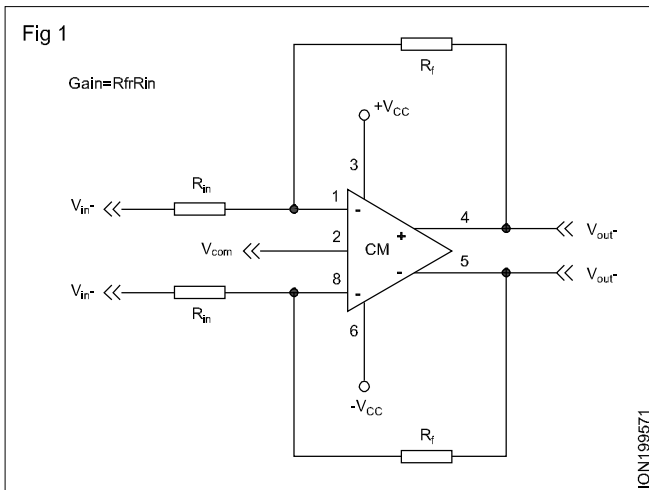 Fig 1
Gain=RfrRin
Rf
+VCC
3
Rin
Vin-
1
-
4
Vout-
+
Vcom
2
CM
5
-
Vout-
Vin-
8
-
Rin
6
-VCC
Rf
ION199571